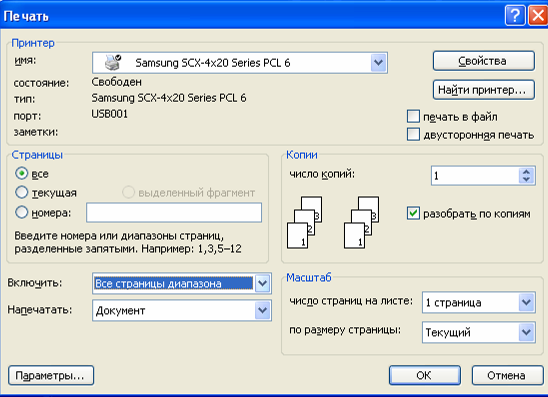 Печать
Принтер
имя: Samsung SCX-4x20 Series PCL 6
Свойства
состояние: Свободен
тип: Samsung SCX-4x20 Series PCL 6
Найти принтер...
порт: USB001
заметки:
печать в файл
двусторонняя печать
Страницы
все
текущая выделенный фрагмент
номера:
Введите номера или диапазоны страниц,
разделенные запятыми. Например: 1,3,5–12
Копии
число копий: 1
1 2 3 1 2 3
разобрать по копиям
Включить: Все страницы диапазона
Напечатать: Документ
Масштаб
число страниц на листе: 1 страница
по размеру страницы: Текущий
Параметры...
OK
Отмена